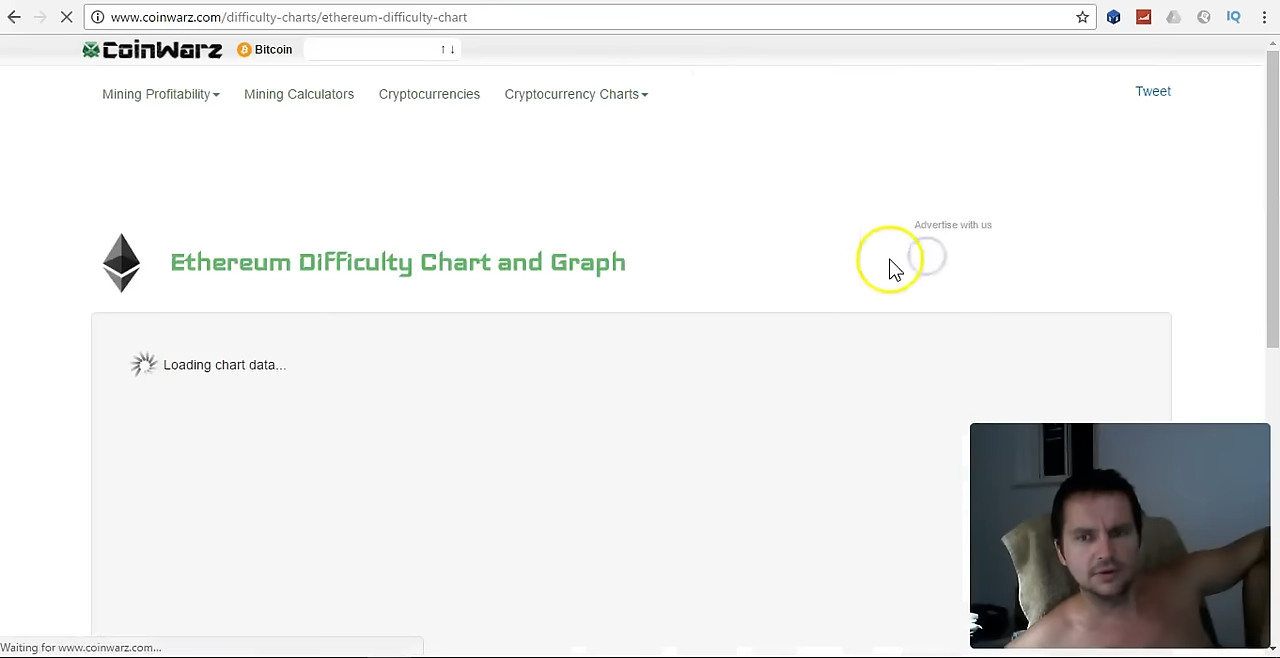 www.coinwarz.com/difficulty-charts/ethereum-difficulty-chart
IQ
CoinWarz
Bitcoin
↑ ↓
Mining Profitability
Mining Calculators
Cryptocurrencies
Cryptocurrency Charts
Tweet
Advertise with us
Ethereum Difficulty Chart and Graph
Loading chart data...
Waiting for www.coinwarz.com...